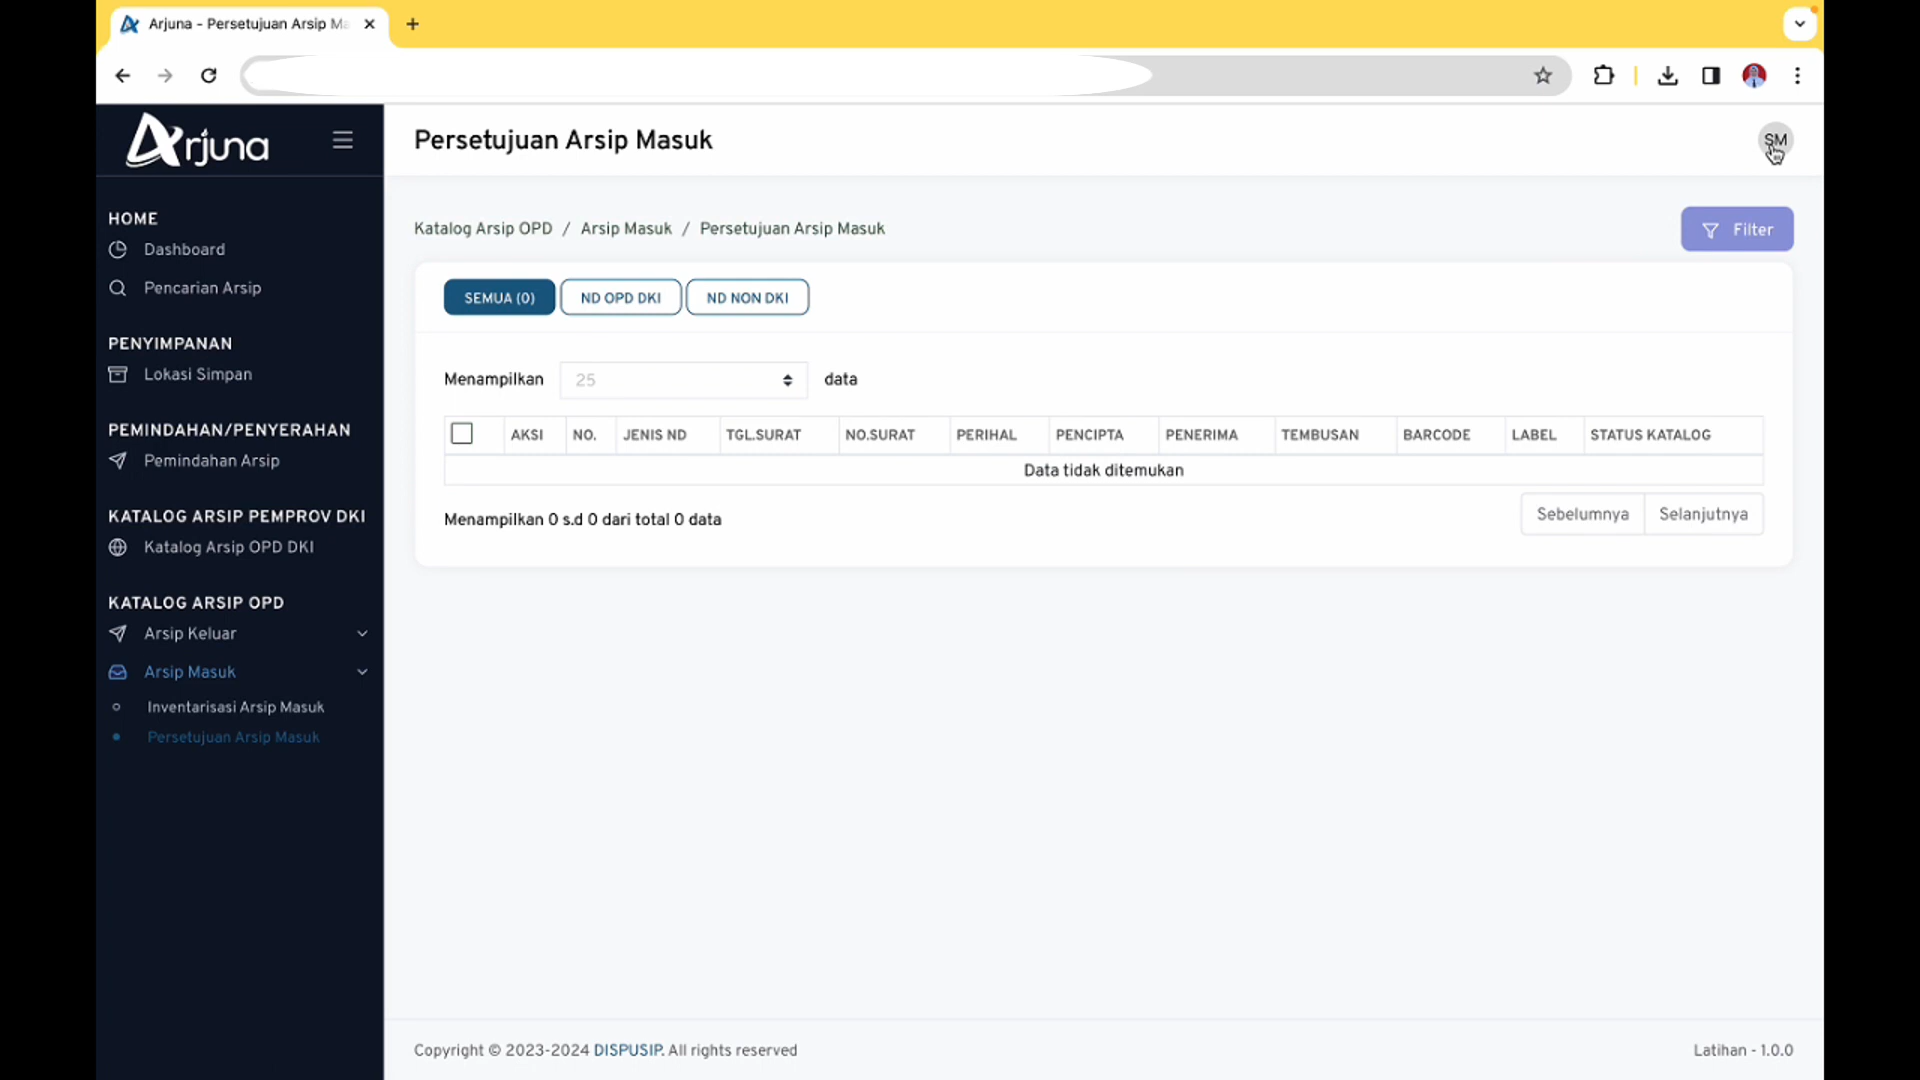 Arjuna - Persetujuan Arsip Ma
Arjuna
Persetujuan Arsip Masuk
SM
HOME
Dashboard
Pencarian Arsip
PENYIMPANAN
Lokasi Simpan
PEMINDAHAN/PENYERAHAN
Pemindahan Arsip
KATALOG ARSIP PEMPROV DKI
Katalog Arsip OPD DKI
KATALOG ARSIP OPD
Arsip Keluar
Arsip Masuk
Inventarisasi Arsip Masuk
Persetujuan Arsip Masuk
Katalog Arsip OPD / Arsip Masuk / Persetujuan Arsip Masuk
Filter
SEMUA (0) ND OPD DKI ND NON DKI
Menampilkan 25 data
AKSI NO. JENIS ND TGL.SURAT NO.SURAT PERIHAL PENCIPTA PENERIMA TEMBUSAN BARCODE LABEL STATUS KATALOG
Data tidak ditemukan
Menampilkan 0 s.d 0 dari total 0 data
Sebelumnya Selanjutnya
Copyright © 2023-2024 DISPUSIP. All rights reserved
Latihan - 1.0.0